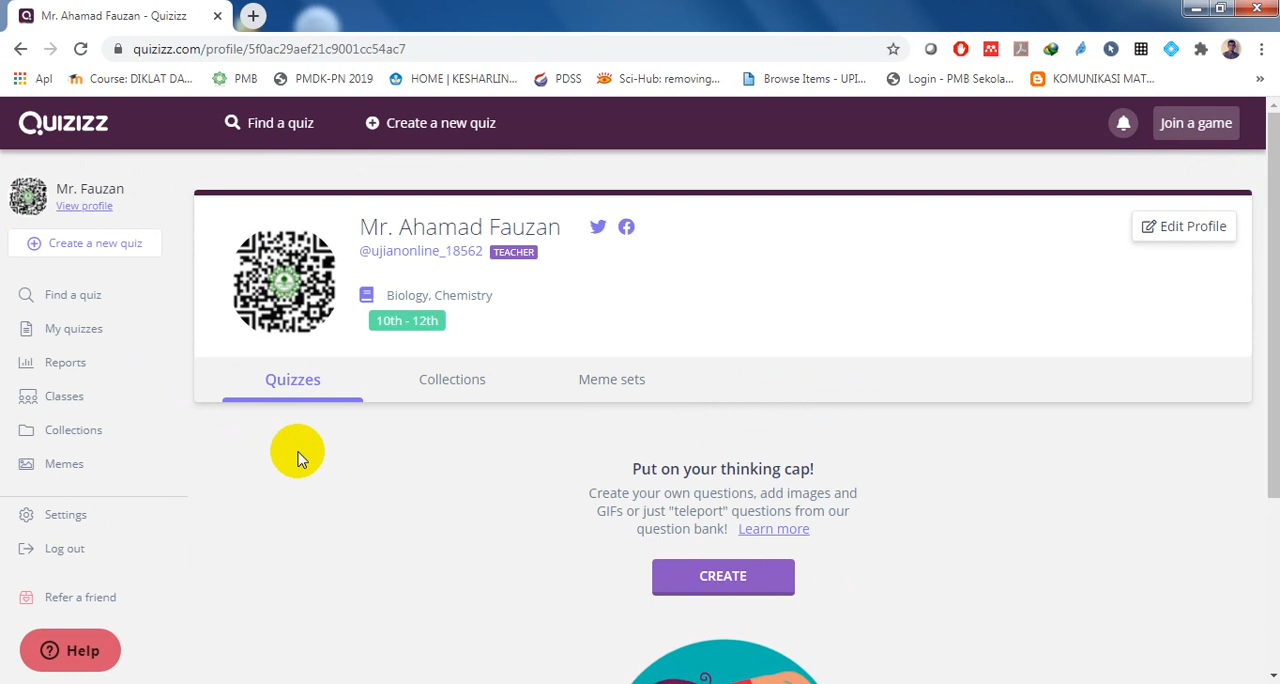 Mr. Ahamad Fauzan - Quizizz
quizizz.com/profile/5f0ac29aef21c9001cc54ac7
Apl
Course: DIKLAT DA...
PMB
PMDK-PN 2019
HOME | KESHARLIN...
PDSS
Sci-Hub: removing...
Browse Items - UPI...
Login - PMB Sekola...
KOMUNIKASI MAT...
»
QUIZIZZ
Find a quiz
Create a new quiz
Join a game
Mr. Fauzan
View profile
Create a new quiz
Find a quiz
My quizzes
Reports
Classes
Collections
Memes
Settings
Log out
Refer a friend
Help
Mr. Ahamad Fauzan
@ujianonline_18562 TEACHER
Biology, Chemistry
10th - 12th
Edit Profile
Quizzes
Collections
Meme sets
Put on your thinking cap!
Create your own questions, add images and
GIFs or just "teleport" questions from our
question bank! Learn more
CREATE